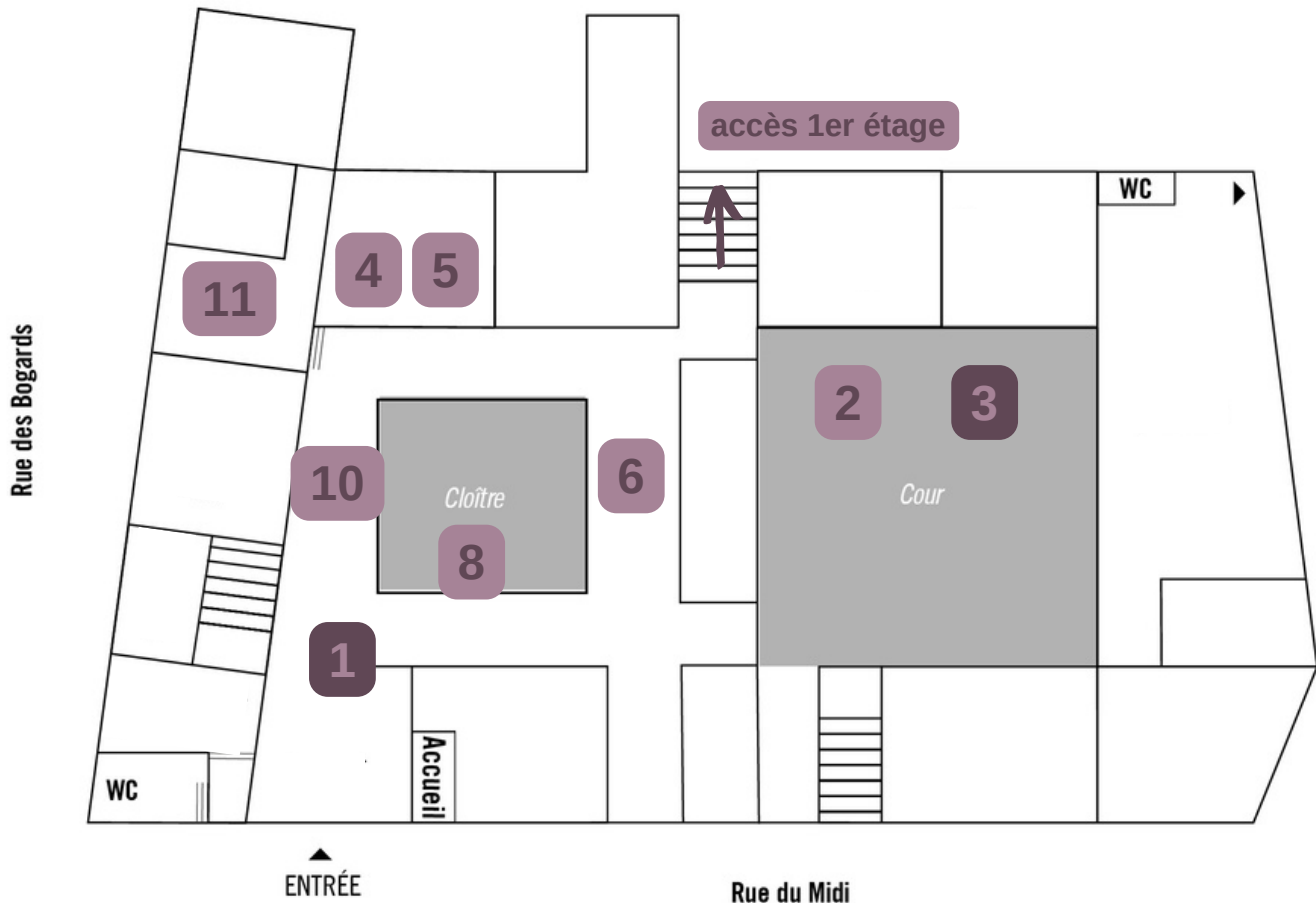 accès 1er étage
WC
4
5
11
Rue des Bogards
2
3
10
Cloître
6
Cour
8
1
Accueil
WC
ENTRÉE
Rue du Midi